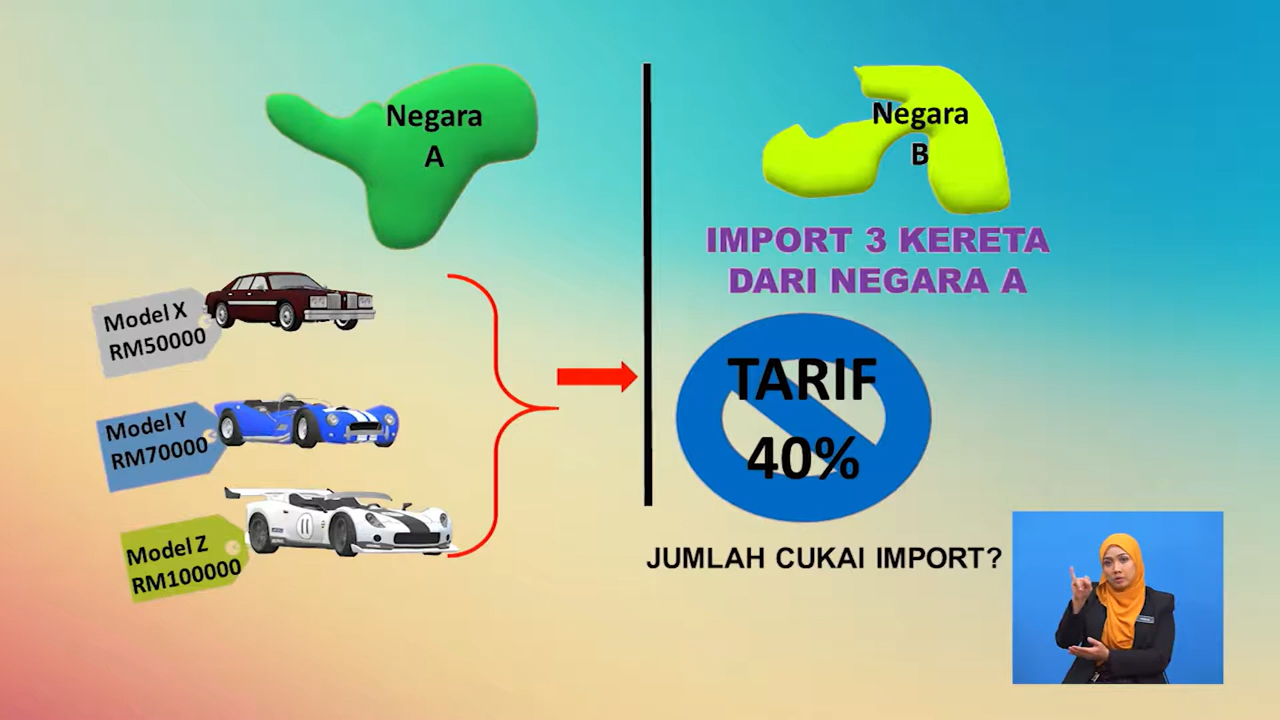 Negara
A
Model X
RM50000
Model Y
RM70000
Model Z
RM100000
Negara
B
IMPORT 3 KERETA
DARI NEGARA A
TARIF
40%
JUMLAH CUKAI IMPORT?